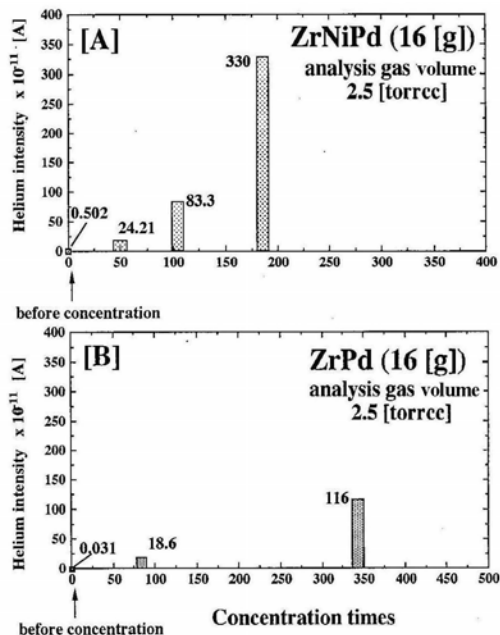 [A]
ZrNiPd (16 [g])
analysis gas volume
2.5 [torrcc]
Helium intensity x 10-11 · [A]
400
350
300
250
200
150
100
50
0
330
83.3
24.21
0.502
0 50 100 150 200 250 300 350 400
before concentration
[B]
ZrPd (16 [g])
analysis gas volume
2.5 [torrcc]
Helium intensity x 10-11 [A]
400
350
300
250
200
150
100
50
0
116
18.6
0,031
0 50 100 150 200 250 300 350 400 450 500
before concentration
Concentration times